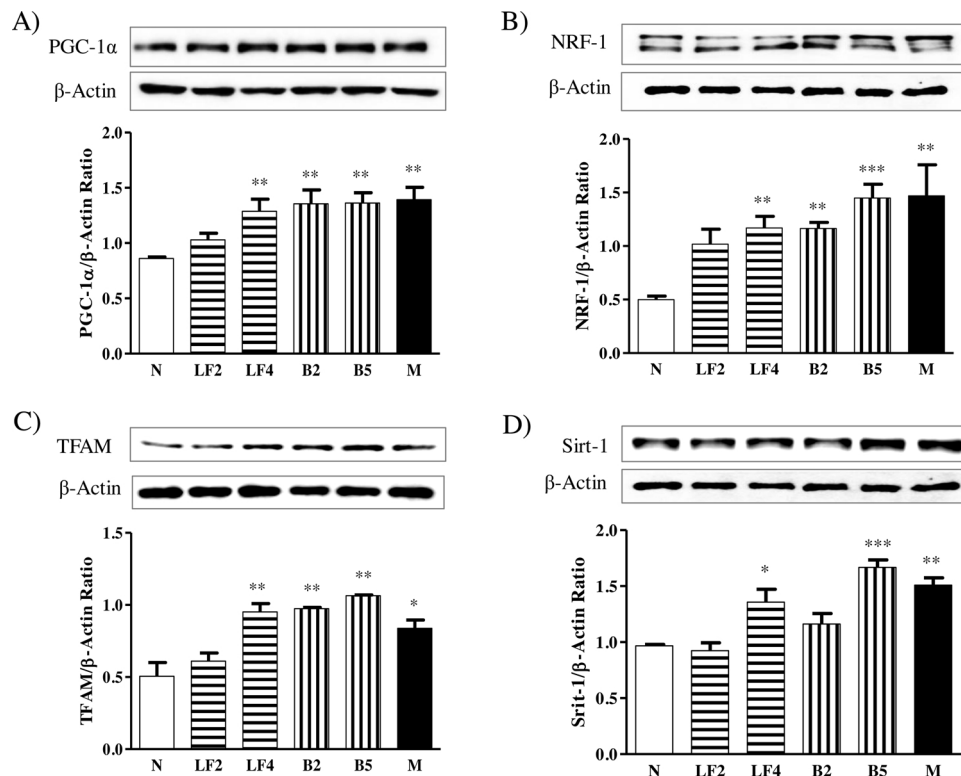 A)
PGC-1α
β-Actin
PGC-1α/β-Actin Ratio
2.0
1.5
1.0
0.5
0.0
** ** ** **
N LF2 LF4 B2 B5 M
B)
NRF-1
β-Actin
NRF-1/β-Actin Ratio
2.0
1.5
1.0
0.5
0.0
** ** *** **
N LF2 LF4 B2 B5 M
C)
TFAM
β-Actin
TFAM/β-Actin Ratio
1.5
1.0
0.5
0.0
** ** ** *
N LF2 LF4 B2 B5 M
D)
Sirt-1
β-Actin
Srit-1/β-Actin Ratio
2.0
1.5
1.0
0.5
0.0
* *** **
N LF2 LF4 B2 B5 M